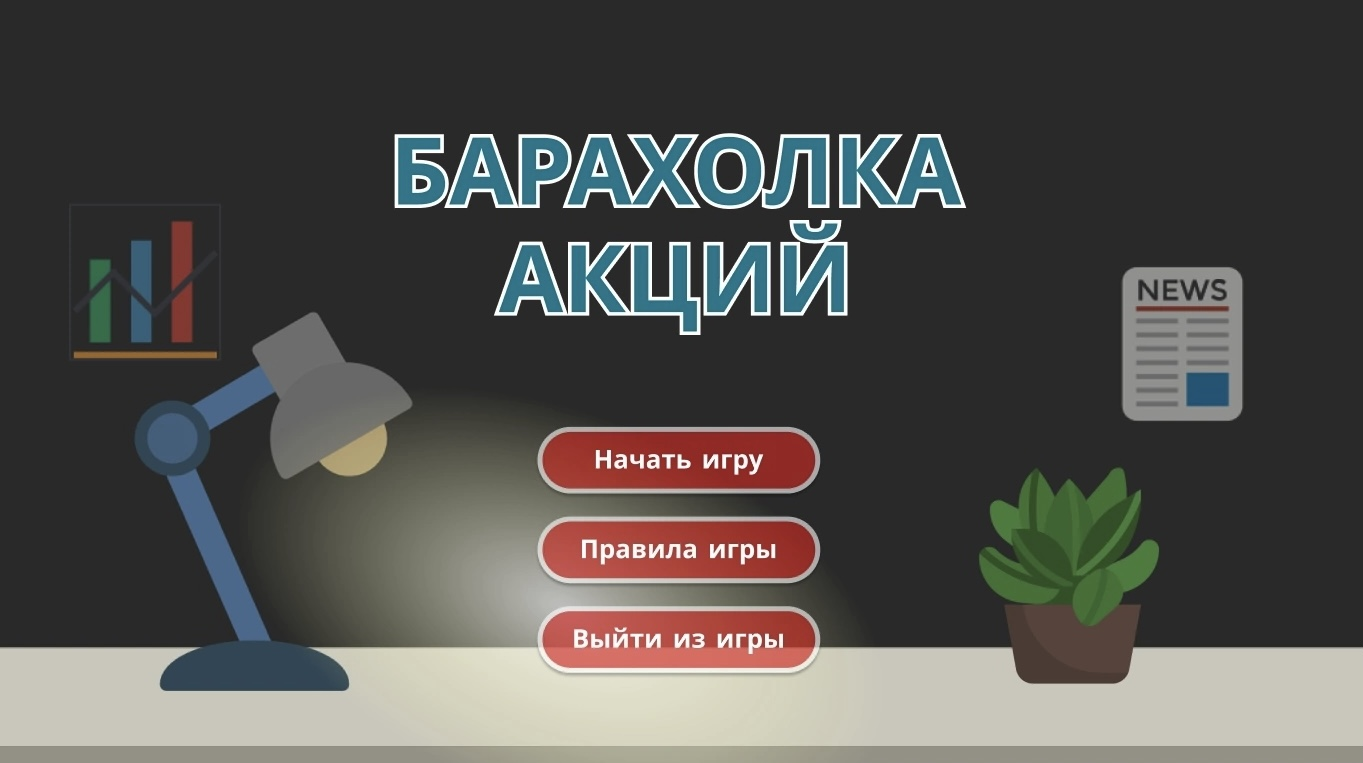 БАРАХОЛКА
АКЦИЙ
NEWS
Начать игру
Правила игры
Выйти из игры